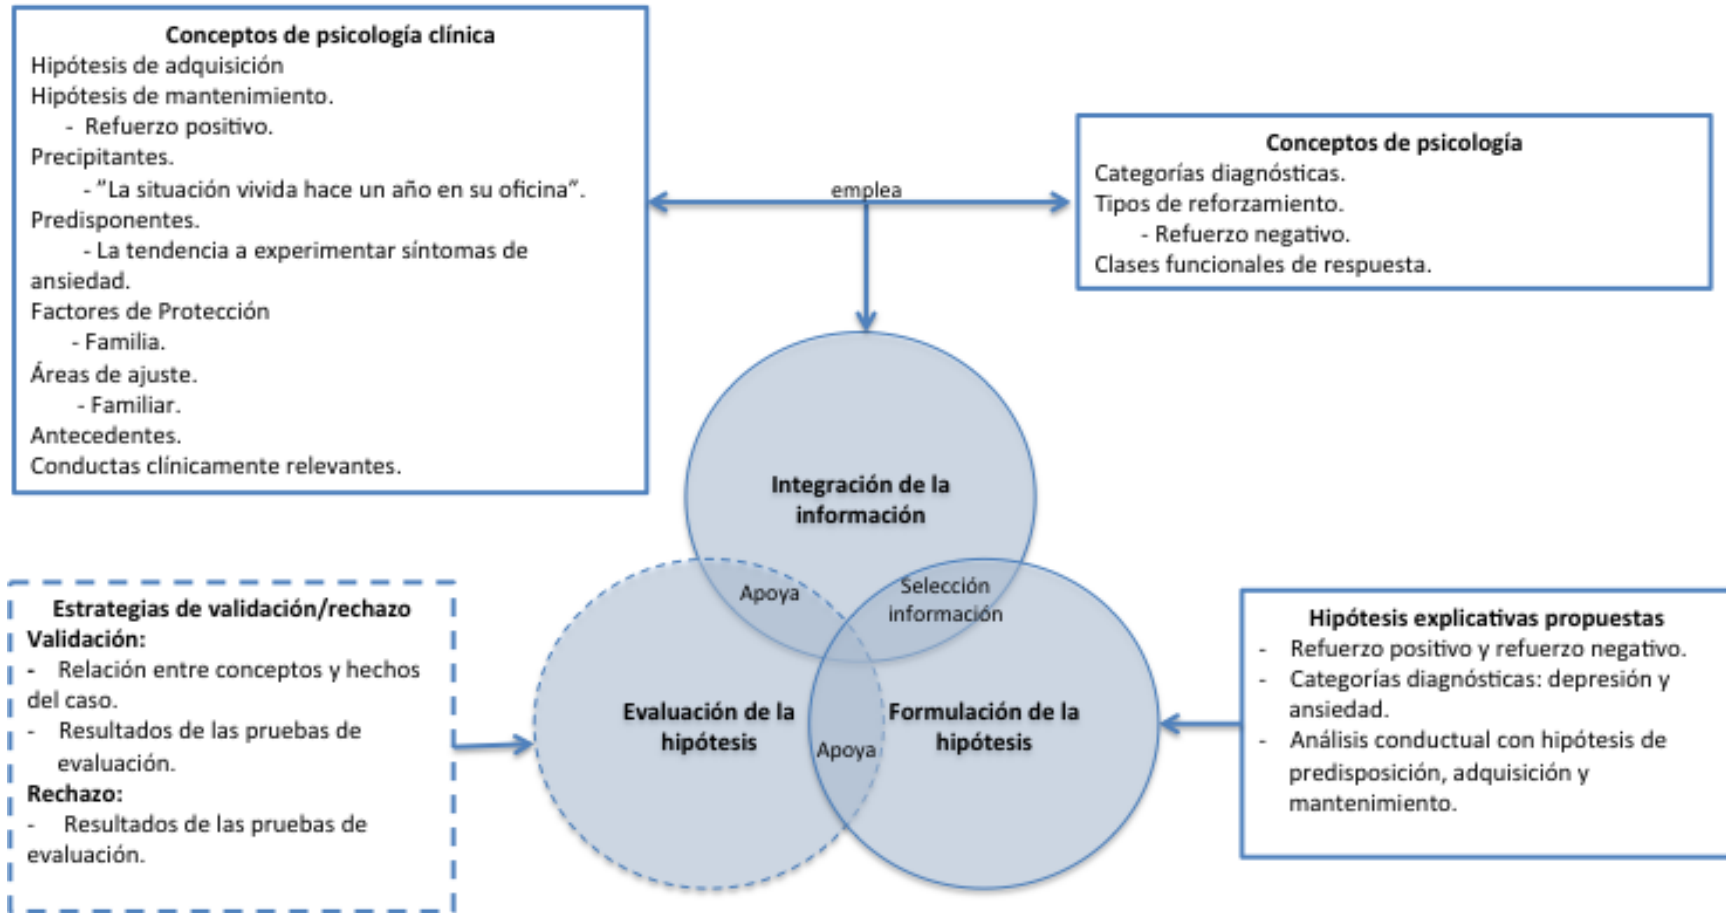 Conceptos de psicología clínica
Hipótesis de adquisición
Hipótesis de mantenimiento.
- Refuerzo positivo.
Precipitantes.
- ”La situación vivida hace un año en su oficina”.
Predisponentes.
- La tendencia a experimentar síntomas de
ansiedad.
Factores de Protección
- Familia.
Áreas de ajuste.
- Familiar.
Antecedentes.
Conductas clínicamente relevantes.
emplea
Conceptos de psicología
Categorías diagnósticas.
Tipos de reforzamiento.
- Refuerzo negativo.
Clases funcionales de respuesta.
Integración de la
información
Apoya
Selección
información
Evaluación de la
hipótesis
Apoya
Formulación de la
hipótesis
Estrategias de validación/rechazo
Validación:
- Relación entre conceptos y hechos
del caso.
- Resultados de las pruebas de
evaluación.
Rechazo:
- Resultados de las pruebas de
evaluación.
Hipótesis explicativas propuestas
- Refuerzo positivo y refuerzo negativo.
- Categorías diagnósticas: depresión y
ansiedad.
- Análisis conductual con hipótesis de
predisposición, adquisición y
mantenimiento.